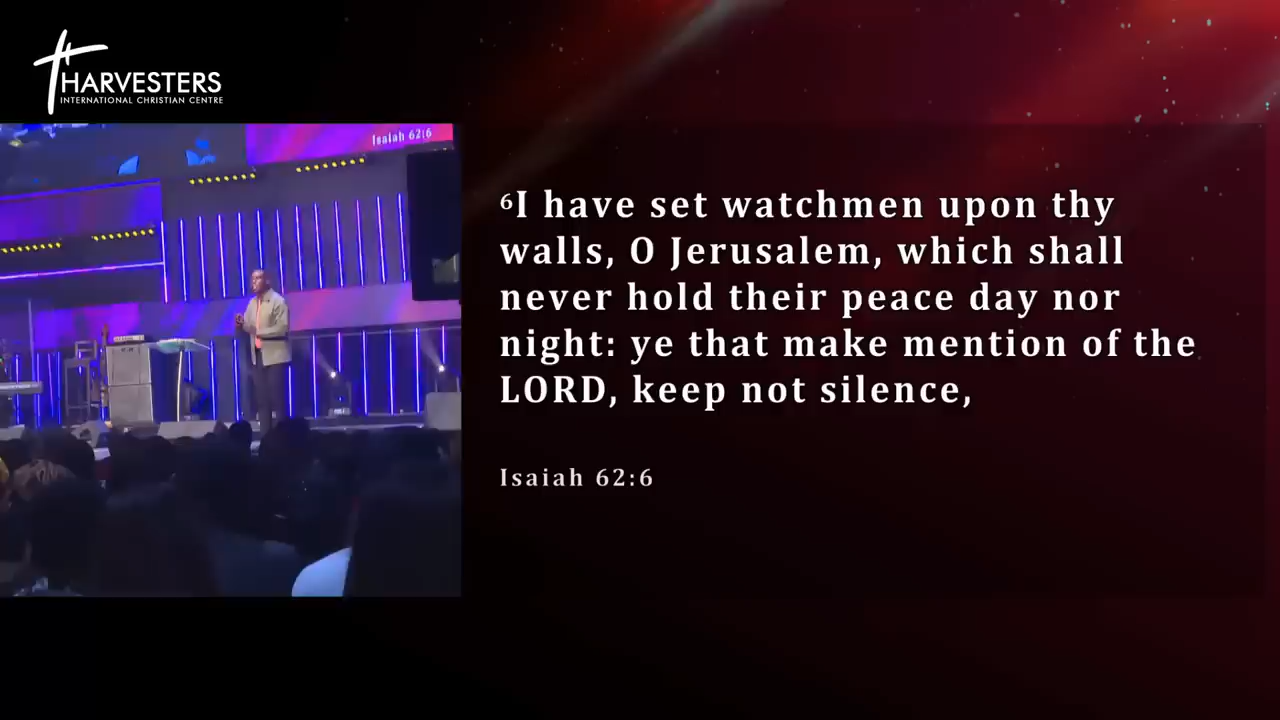 HARVESTERS
INTERNATIONAL CHRISTIAN CENTRE
Isaiah 62:6
⁶I have set watchmen upon thy
walls, O Jerusalem, which shall
never hold their peace day nor
night: ye that make mention of the
LORD, keep not silence,
Isaiah 62:6